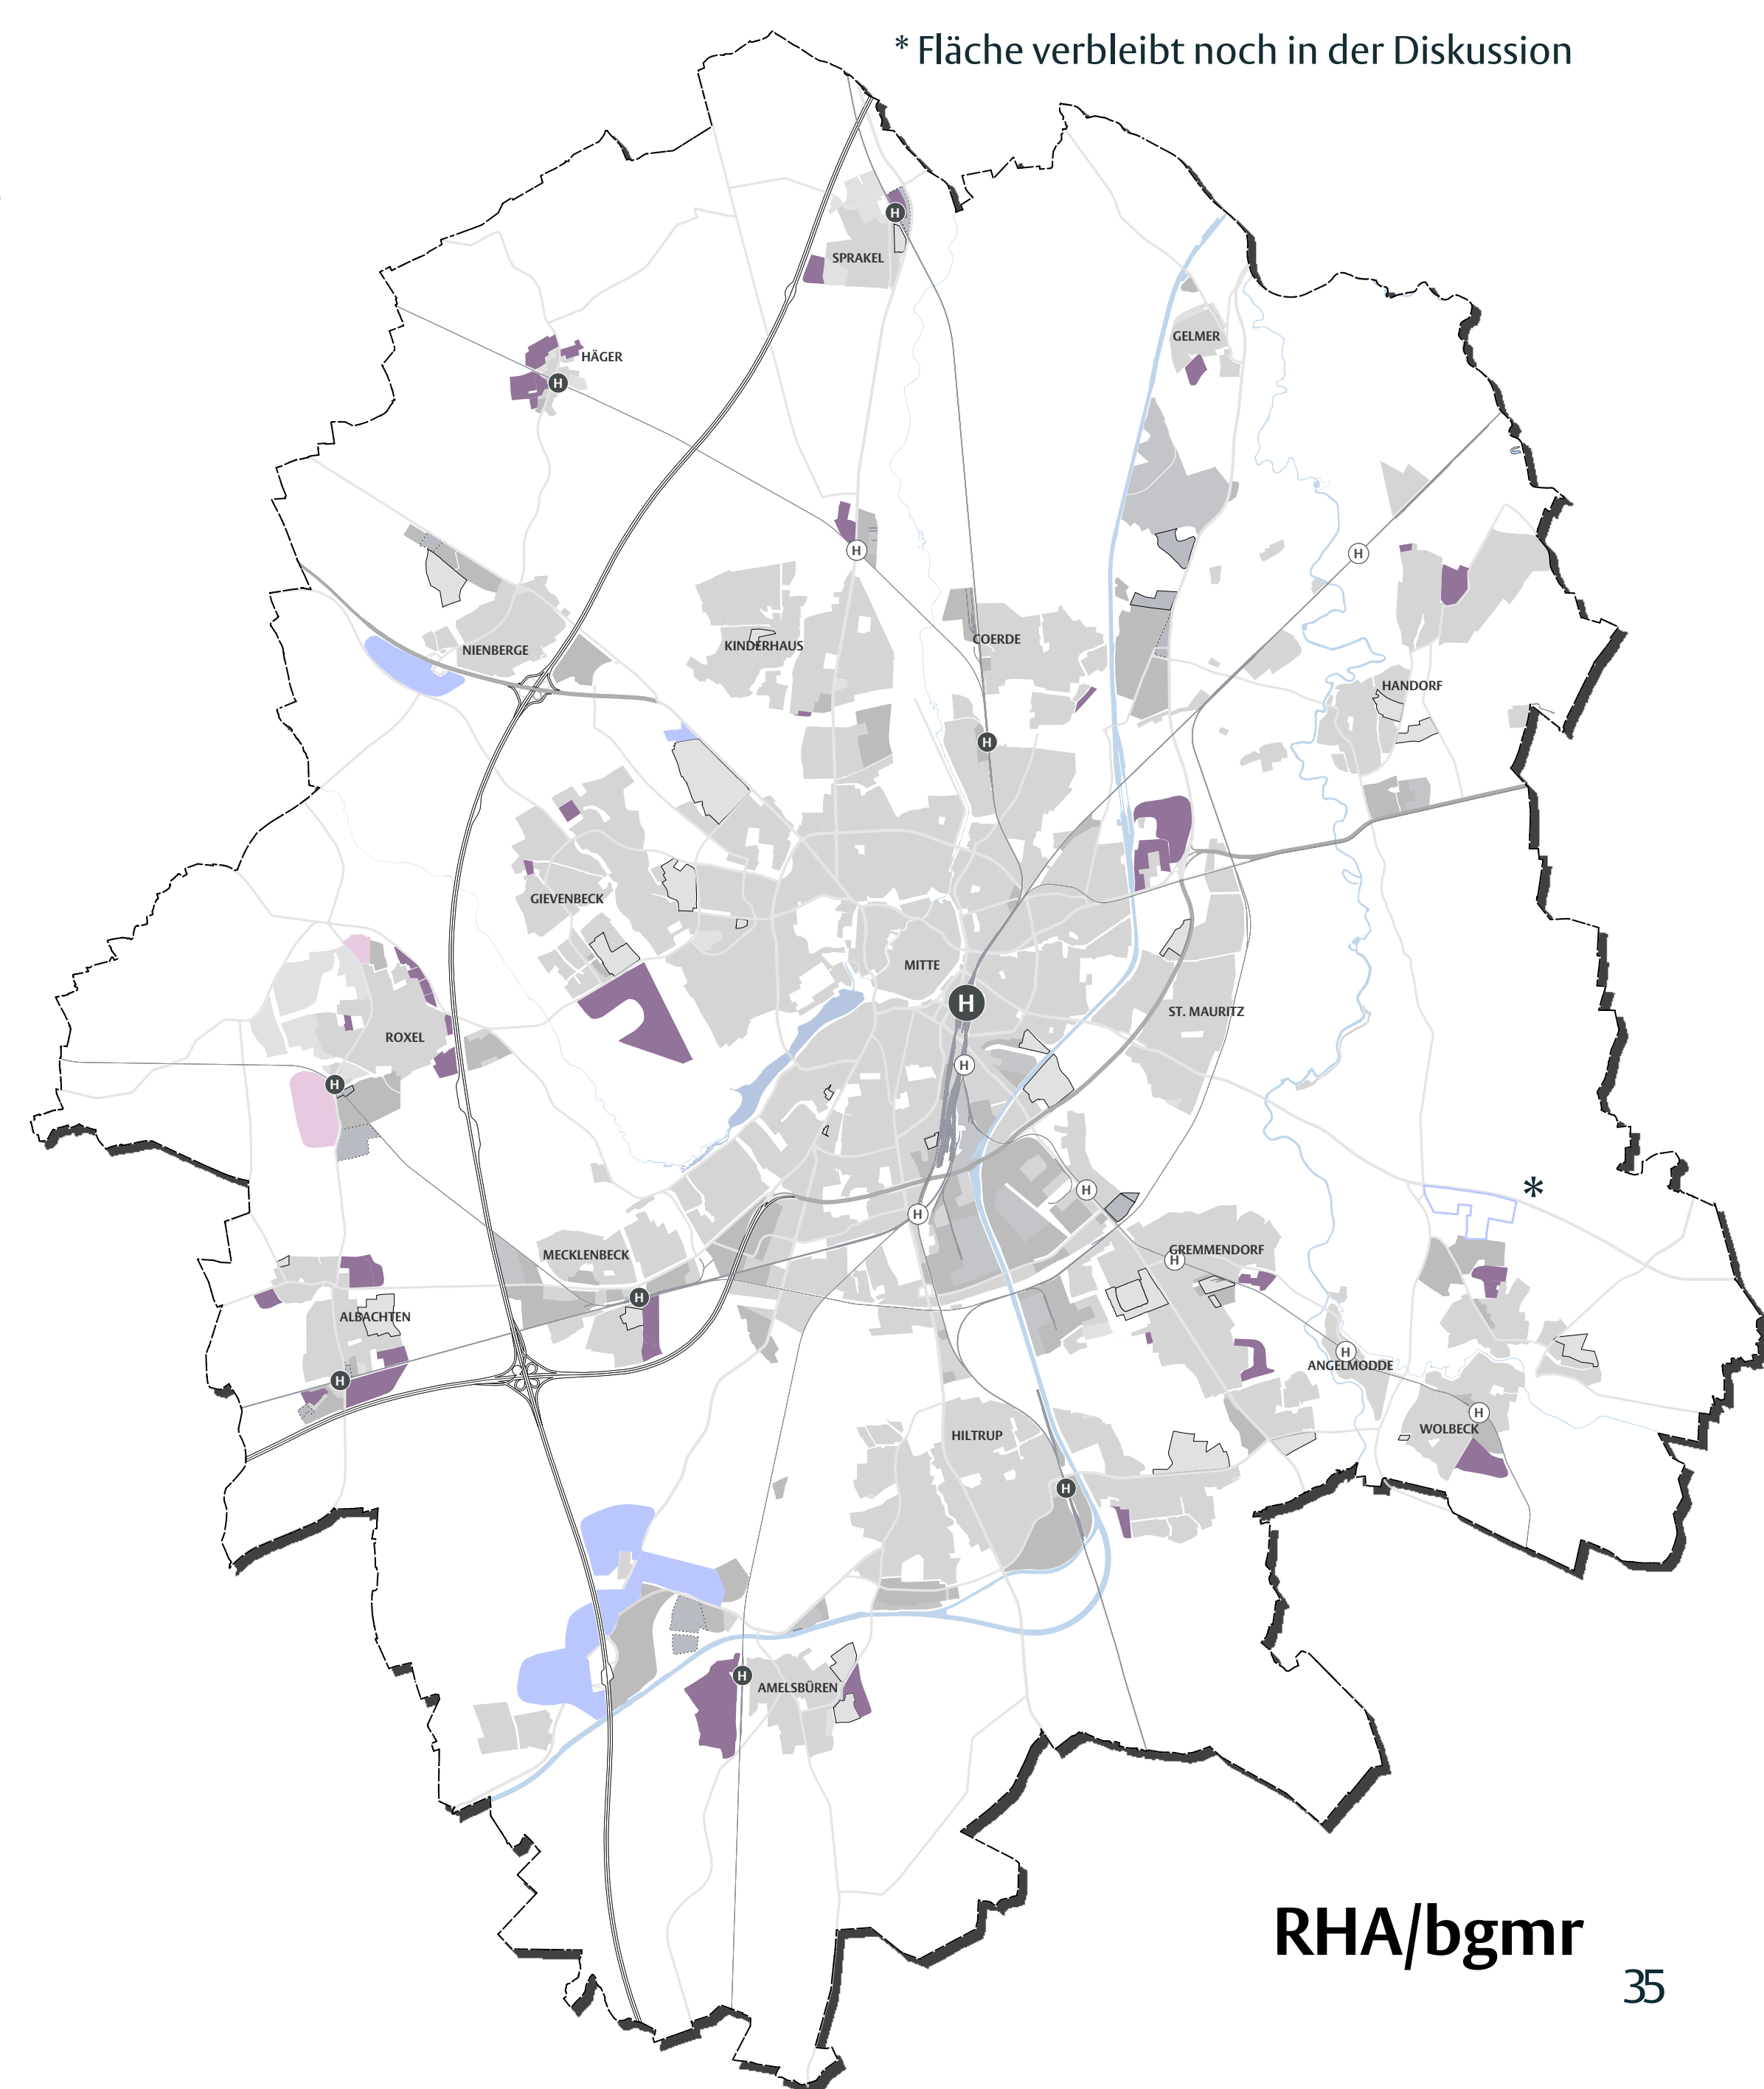 * Fläche verbleibt noch in der Diskussion
H
SPRAKEL
GELMER
HÄGER
H
H
H
NIENBERGE
KINDERHAUS
COERDE
HANDORF
H
GIEVENBECK
MITTE
H
ROXEL
ST. MAURITZ
H
H
*
H
H
MECKLENBECK
GREMMENDORF
H
H
ALBACHTEN
H
ANGELMODDE
H
H
WOLBECK
HILTRUP
H
H
AMELSBÜREN
RHA/bgmr
35